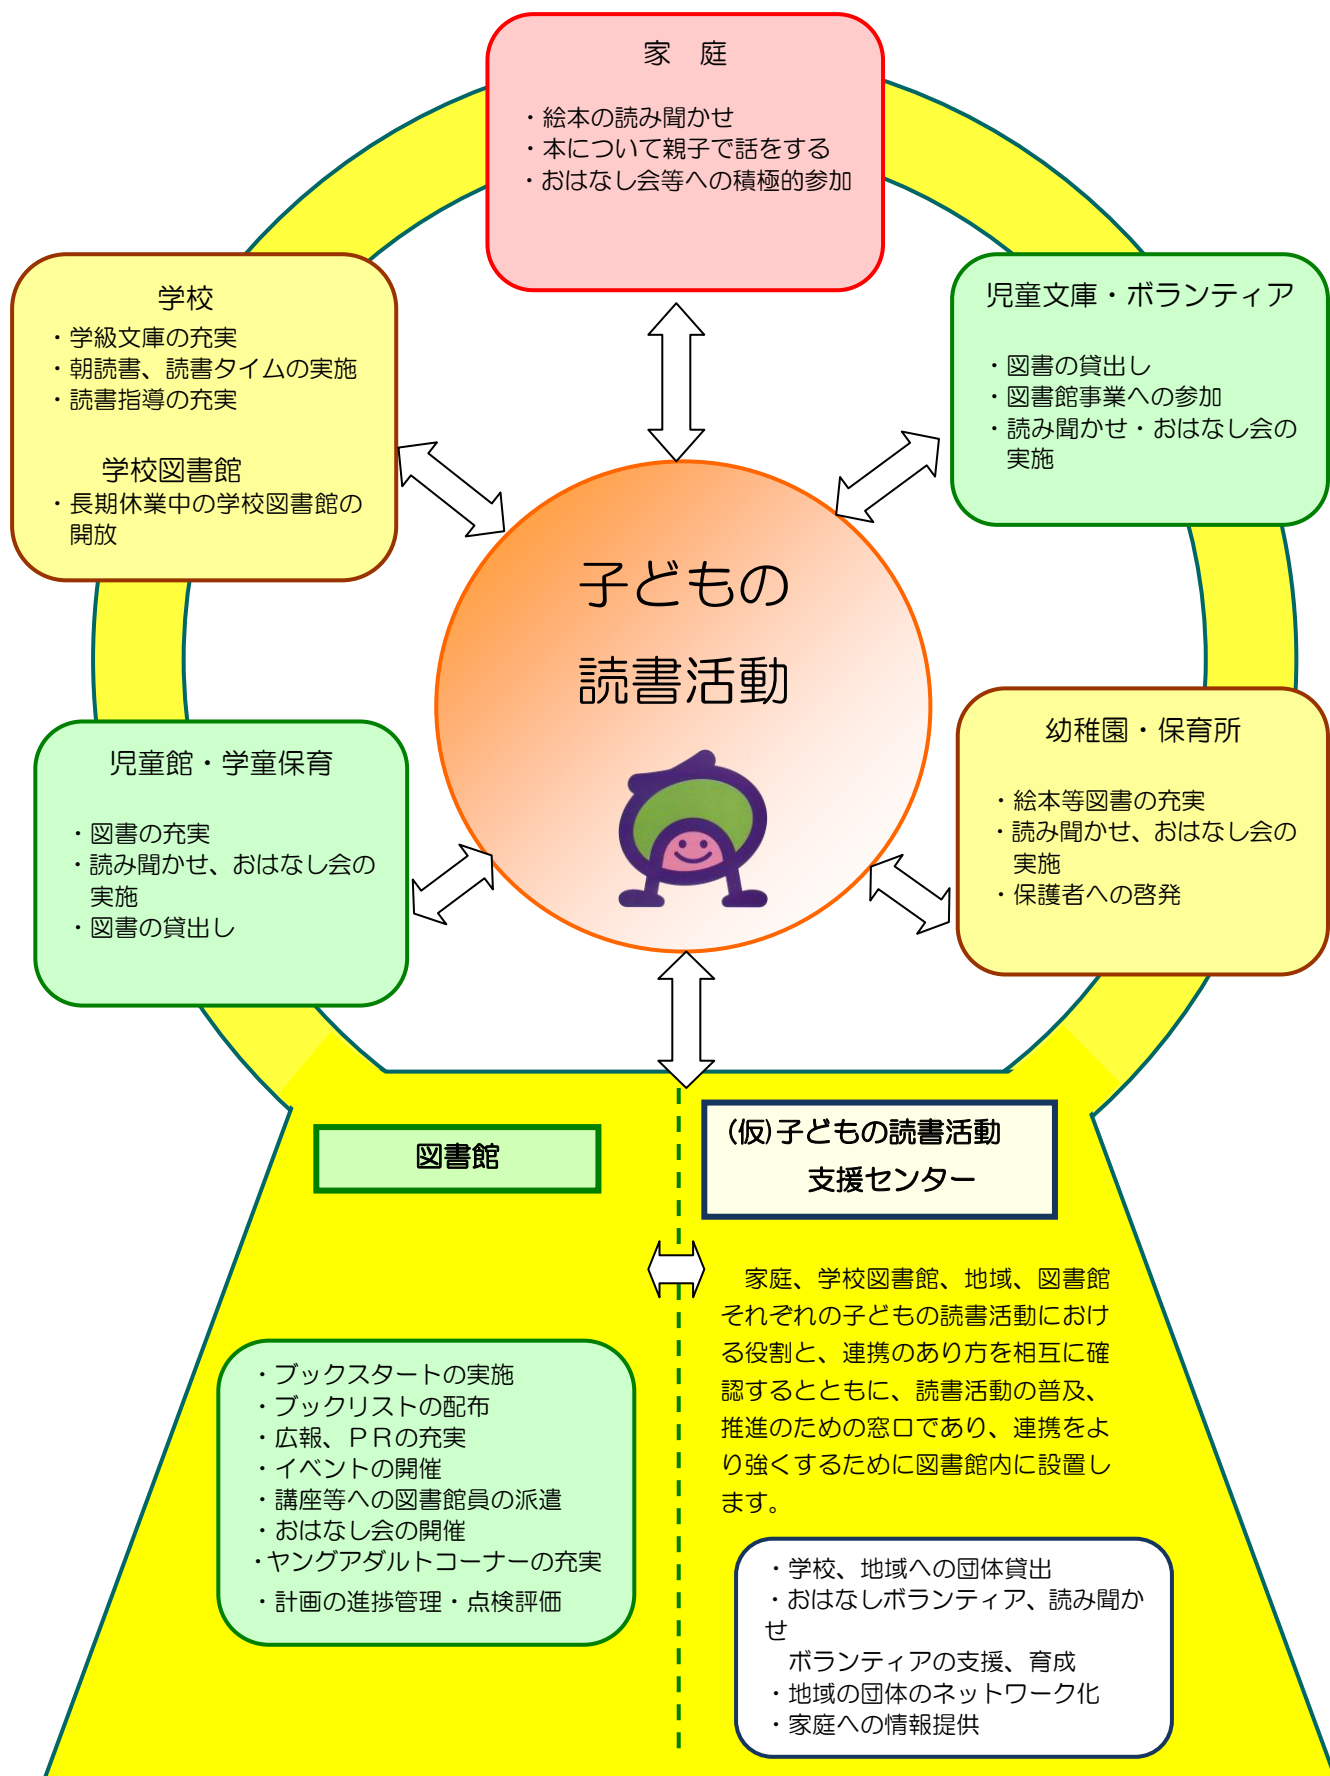 家　庭
・絵本の読み聞かせ
・本について親子で話をする
・おはなし会等への積極的参加
学校
・学級文庫の充実
・朝読書、読書タイムの実施
・読書指導の充実
学校図書館
・長期休業中の学校図書館の
開放
児童文庫・ボランティア
・図書の貸出し
・図書館事業への参加
・読み聞かせ・おはなし会の
実施
子どもの
読書活動
児童館・学童保育
・図書の充実
・読み聞かせ、おはなし会の
実施
・図書の貸出し
幼稚園・保育所
・絵本等図書の充実
・読み聞かせ、おはなし会の
実施
・保護者への啓発
図書館
・ブックスタートの実施
・ブックリストの配布
・広報、ＰＲの充実
・イベントの開催
・講座等への図書館員の派遣
・おはなし会の開催
・ヤングアダルトコーナーの充実
・計画の進捗管理・点検評価
(仮)子どもの読書活動
支援センター
　家庭、学校図書館、地域、図書館
それぞれの子どもの読書活動におけ
る役割と、連携のあり方を相互に確
認するとともに、読書活動の普及、
推進のための窓口であり、連携をよ
り強くするために図書館内に設置し
ます。
・学校、地域への団体貸出
・おはなしボランティア、読み聞か
せ
ボランティアの支援、育成
・地域の団体のネットワーク化
・家庭への情報提供